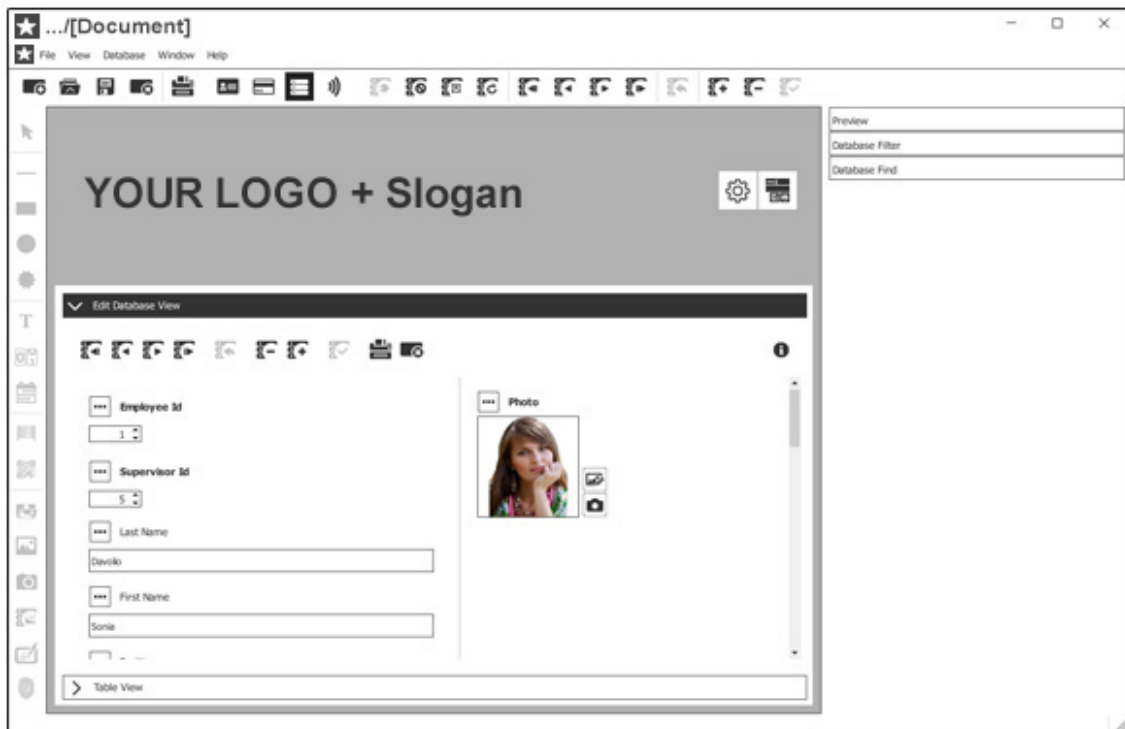 .../[Document]
File View Database Window Help
Preview
Database Filter
Database Find
YOUR LOGO + Slogan
Edit Database View
Employee Id
1
Supervisor Id
5
Last Name
Davolio
First Name
Sonia
Photo
Table View